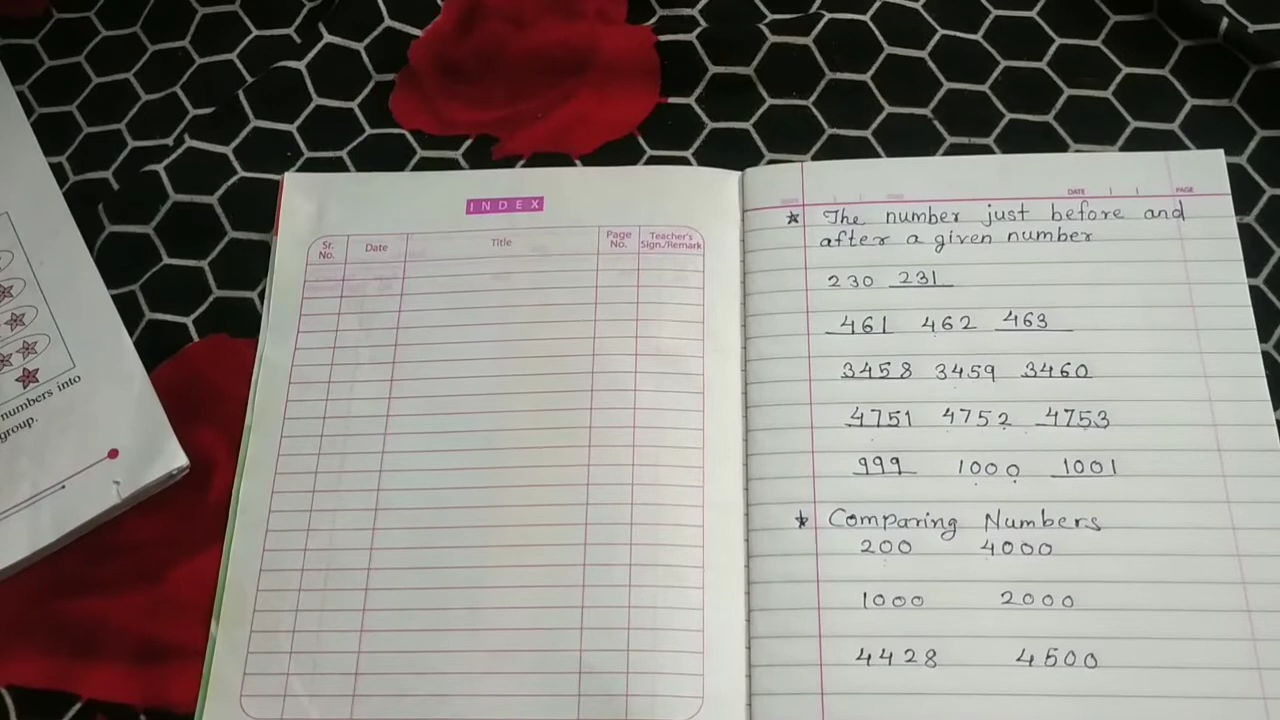 numbers into
group.
INDEX
Sr. No. Date Title Page No. Teacher's Sign./Remark
DATE PAGE
* The number just before and
after a given number
230 231
461 462 463
3458 3459 3460
4751 4752 4753
999 1000 1001
* Comparing Numbers
200 4000
1000 2000
4428 4500